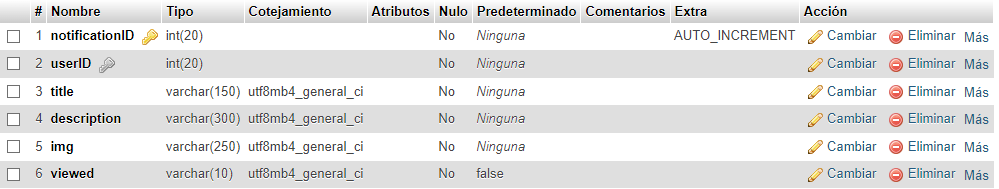 # Nombre Tipo Cotejamiento Atributos Nulo Predeterminado Comentarios Extra Acción
1 notificationID int(20) No Ninguna AUTO_INCREMENT Cambiar Eliminar Más
2 userID int(20) No Ninguna Cambiar Eliminar Más
3 title varchar(150) utf8mb4_general_ci No Ninguna Cambiar Eliminar Más
4 description varchar(300) utf8mb4_general_ci No Ninguna Cambiar Eliminar Más
5 img varchar(250) utf8mb4_general_ci No Ninguna Cambiar Eliminar Más
6 viewed varchar(10) utf8mb4_general_ci No false Cambiar Eliminar Más